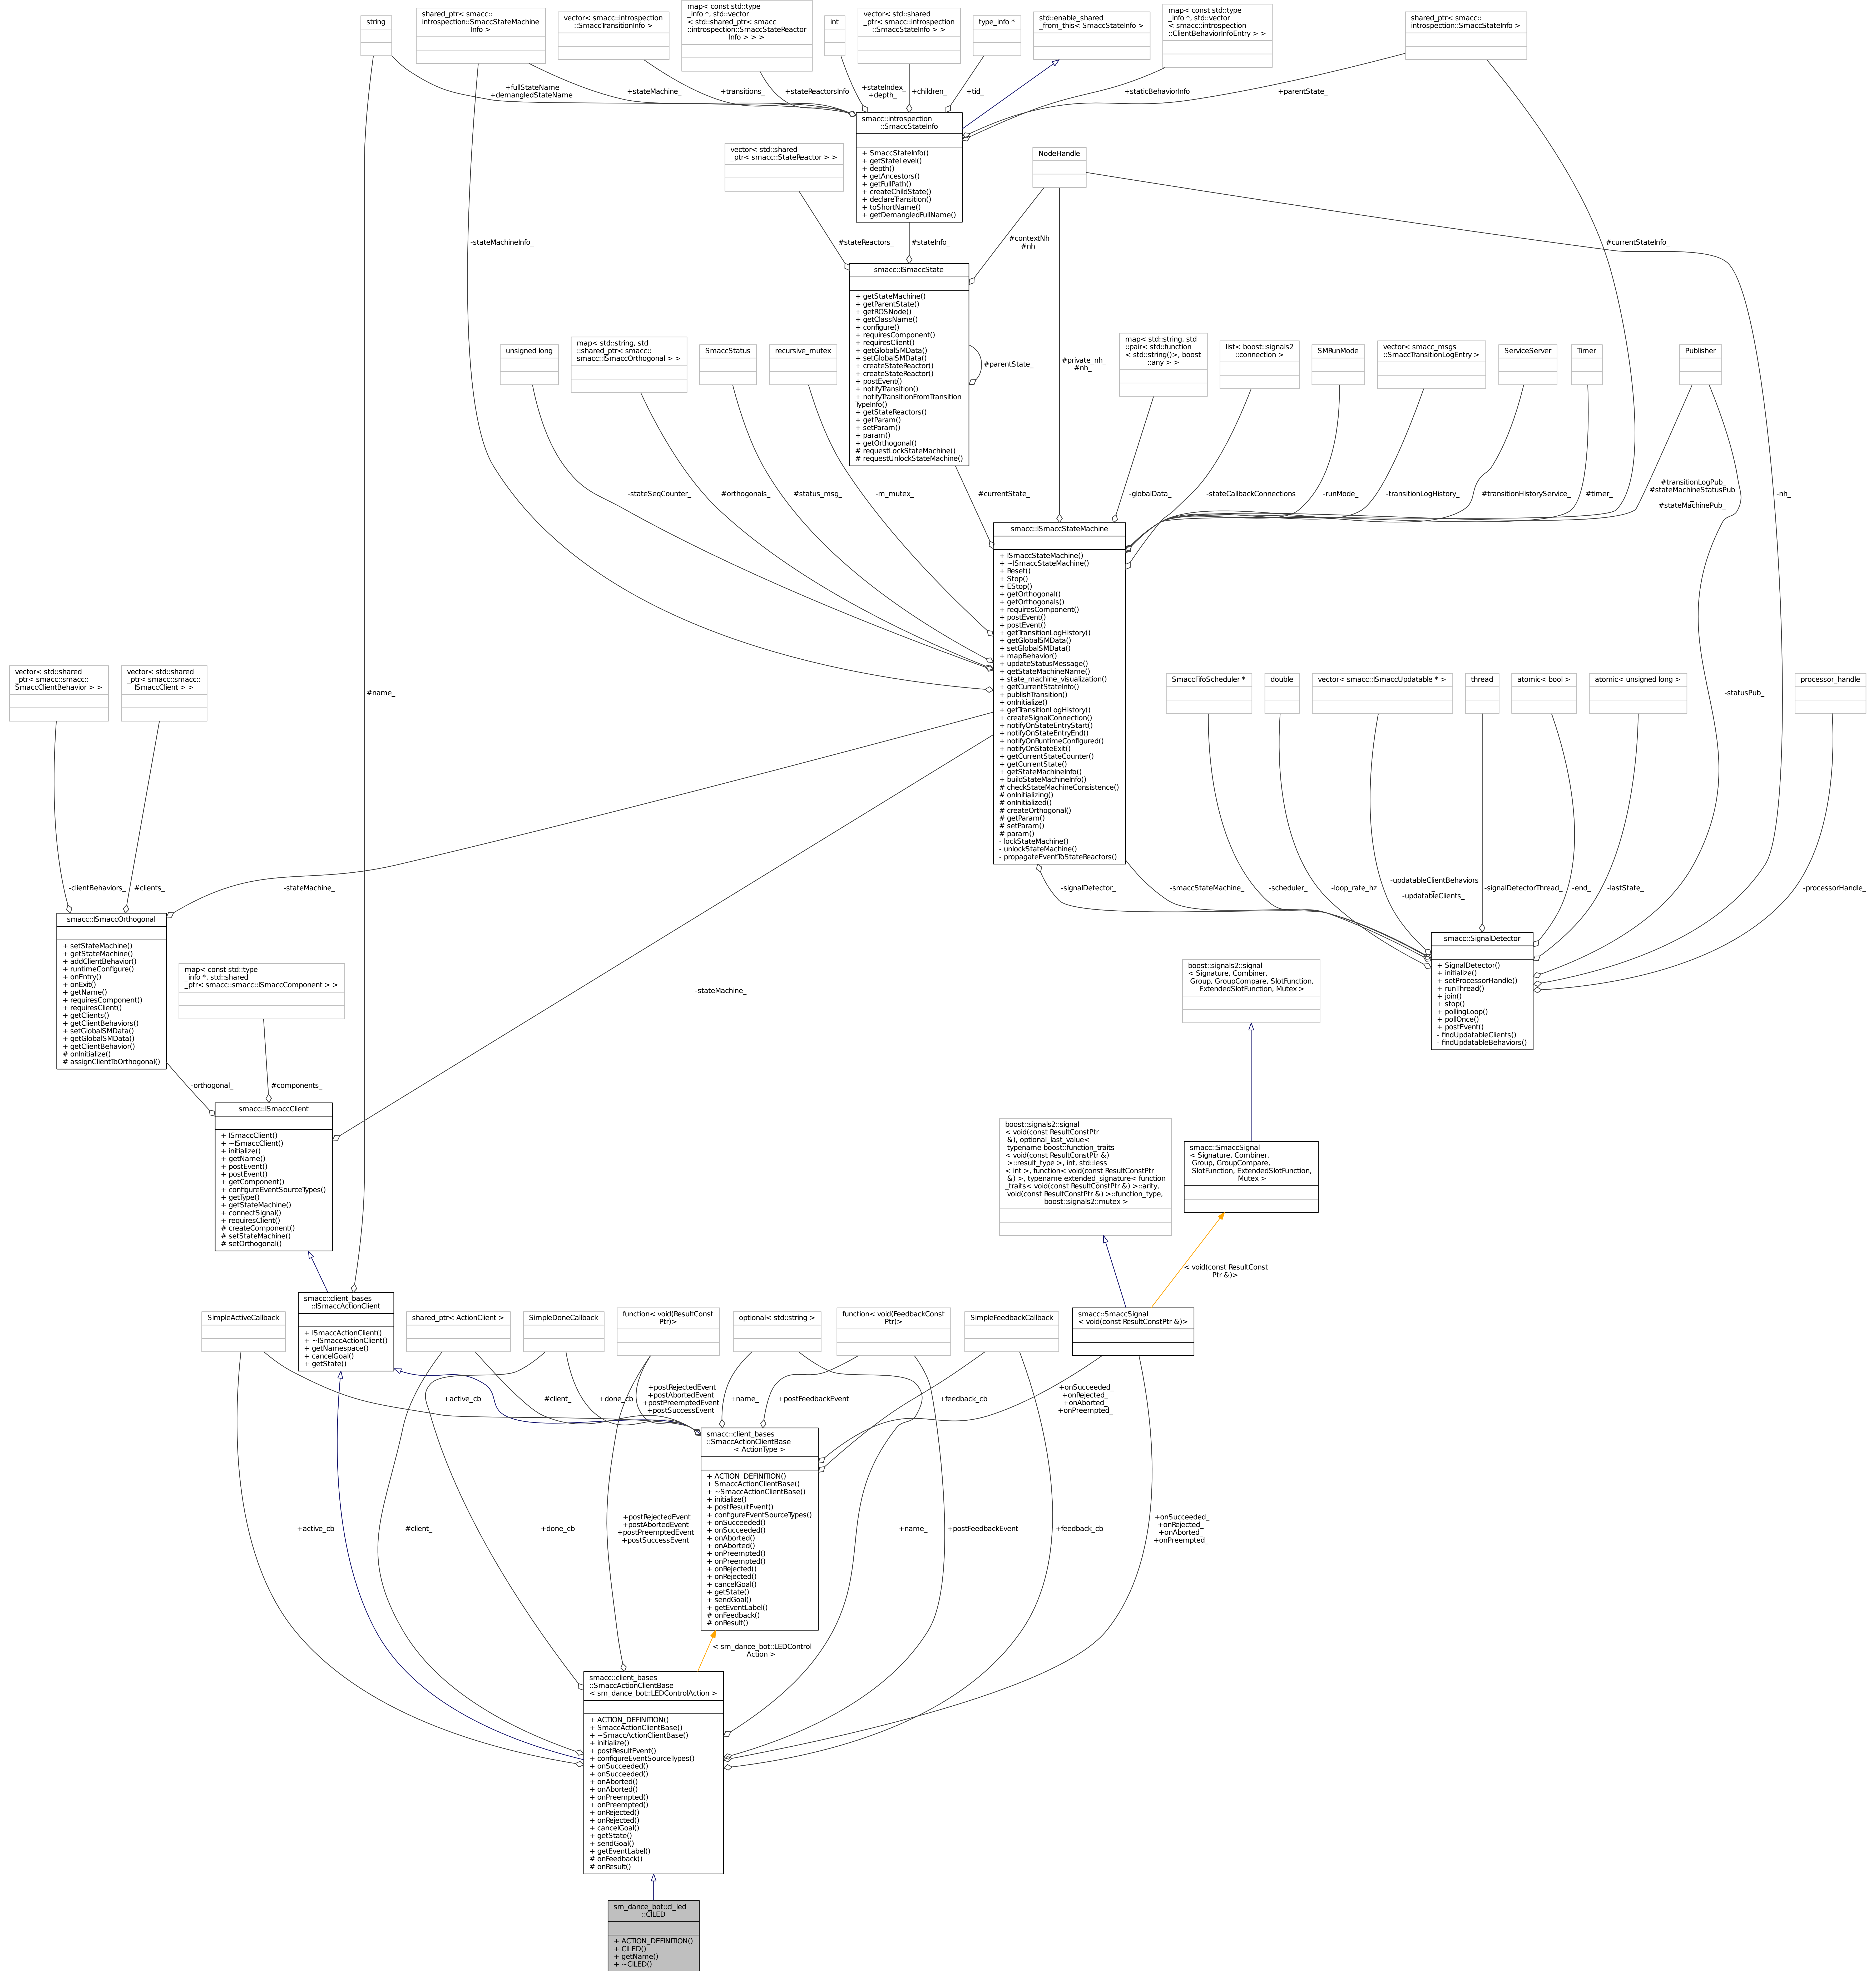 string
shared_ptr< smacc::
introspection::SmaccStateMachine
Info >
vector< smacc::introspection
::SmaccTransitionInfo >
map< const std::type
_info *, std::vector
< std::shared_ptr< smacc
::introspection::SmaccStateReactor
Info > > >
int
vector< std::shared
_ptr< smacc::introspection
::SmaccStateInfo > >
type_info *
std::enable_shared
_from_this< SmaccStateInfo >
map< const std::type
_info *, std::vector
< smacc::introspection
::ClientBehaviorInfoEntry > >
shared_ptr< smacc::
introspection::SmaccStateInfo >
+fullStateName
+demangledStateName
+stateMachine_
+transitions_
+stateReactorsInfo
+stateIndex_
+depth_
+children_
+tid_
+staticBehaviorInfo
+parentState_
smacc::introspection
::SmaccStateInfo
+ SmaccStateInfo()
+ getStateLevel()
+ depth()
+ getAncestors()
+ getFullPath()
+ createChildState()
+ declareTransition()
+ toShortName()
+ getDemangledFullName()
vector< std::shared
_ptr< smacc::StateReactor > >
NodeHandle
-stateMachineInfo_
#stateReactors_
#stateInfo_
#contextNh
#nh
#currentStateInfo_
smacc::ISmaccState
+ getStateMachine()
+ getParentState()
+ getROSNode()
+ getClassName()
+ configure()
+ requiresComponent()
+ requiresClient()
+ getGlobalSMData()
+ setGlobalSMData()
+ createStateReactor()
+ createStateReactor()
+ postEvent()
+ notifyTransition()
+ notifyTransitionFromTransition
TypeInfo()
+ getStateReactors()
+ getParam()
+ setParam()
+ param()
+ getOrthogonal()
# requestLockStateMachine()
# requestUnlockStateMachine()
#parentState_
#private_nh_
#nh_
unsigned long
map< std::string, std
::shared_ptr< smacc::
smacc::ISmaccOrthogonal > >
SmaccStatus
recursive_mutex
map< std::string, std
::pair< std::function
< std::string()>, boost
::any > >
list< boost::signals2
::connection >
SMRunMode
vector< smacc_msgs
::SmaccTransitionLogEntry >
ServiceServer
Timer
Publisher
-stateSeqCounter_
#orthogonals_
#status_msg_
-m_mutex_
#currentState_
-globalData_
-stateCallbackConnections
-runMode_
-transitionLogHistory_
#transitionHistoryService_
#timer_
#transitionLogPub_
#stateMachineStatusPub
_
#stateMachinePub_
-nh_
smacc::ISmaccStateMachine
+ ISmaccStateMachine()
+ ~ISmaccStateMachine()
+ Reset()
+ Stop()
+ EStop()
+ getOrthogonal()
+ getOrthogonals()
+ requiresComponent()
+ postEvent()
+ postEvent()
+ getTransitionLogHistory()
+ getGlobalSMData()
+ setGlobalSMData()
+ mapBehavior()
+ updateStatusMessage()
+ getStateMachineName()
+ state_machine_visualization()
+ getCurrentStateInfo()
+ publishTransition()
+ onInitialize()
+ getTransitionLogHistory()
+ createSignalConnection()
+ notifyOnStateEntryStart()
+ notifyOnStateEntryEnd()
+ notifyOnRuntimeConfigured()
+ notifyOnStateExit()
+ getCurrentStateCounter()
+ getCurrentState()
+ getStateMachineInfo()
+ buildStateMachineInfo()
# checkStateMachineConsistence()
# onInitializing()
# onInitialized()
# createOrthogonal()
# getParam()
# setParam()
# param()
- lockStateMachine()
- unlockStateMachine()
- propagateEventToStateReactors()
vector< std::shared
_ptr< smacc::smacc::
SmaccClientBehavior > >
vector< std::shared
_ptr< smacc::smacc::
ISmaccClient > >
#name_
SmaccFifoScheduler *
double
vector< smacc::ISmaccUpdatable * >
thread
atomic< bool >
atomic< unsigned long >
processor_handle
-statusPub_
-clientBehaviors_
#clients_
-stateMachine_
-signalDetector_
-smaccStateMachine_
-scheduler_
-loop_rate_hz
-updatableClientBehaviors
_
-updatableClients_
-signalDetectorThread_
-end_
-lastState_
-processorHandle_
smacc::ISmaccOrthogonal
+ setStateMachine()
+ getStateMachine()
+ addClientBehavior()
+ runtimeConfigure()
+ onEntry()
+ onExit()
+ getName()
+ requiresComponent()
+ requiresClient()
+ getClients()
+ getClientBehaviors()
+ setGlobalSMData()
+ getGlobalSMData()
+ getClientBehavior()
# onInitialize()
# assignClientToOrthogonal()
smacc::SignalDetector
+ SignalDetector()
+ initialize()
+ setProcessorHandle()
+ runThread()
+ join()
+ stop()
+ pollingLoop()
+ pollOnce()
+ postEvent()
- findUpdatableClients()
- findUpdatableBehaviors()
map< const std::type
_info *, std::shared
_ptr< smacc::smacc::ISmaccComponent > >
-stateMachine_
boost::signals2::signal
< Signature, Combiner,
Group, GroupCompare, SlotFunction,
ExtendedSlotFunction, Mutex >
-orthogonal_
#components_
smacc::ISmaccClient
+ ISmaccClient()
+ ~ISmaccClient()
+ initialize()
+ getName()
+ postEvent()
+ postEvent()
+ getComponent()
+ configureEventSourceTypes()
+ getType()
+ getStateMachine()
+ connectSignal()
+ requiresClient()
# createComponent()
# setStateMachine()
# setOrthogonal()
boost::signals2::signal
< void(const ResultConstPtr
&), optional_last_value<
typename boost::function_traits
< void(const ResultConstPtr &)
>::result_type >, int, std::less
< int >, function< void(const ResultConstPtr
&) >, typename extended_signature< function
_traits< void(const ResultConstPtr &) >::arity,
void(const ResultConstPtr &) >::function_type,
boost::signals2::mutex >
smacc::SmaccSignal
< Signature, Combiner,
Group, GroupCompare,
SlotFunction, ExtendedSlotFunction,
Mutex >
< void(const ResultConst
Ptr &)>
smacc::client_bases
::ISmaccActionClient
+ ISmaccActionClient()
+ ~ISmaccActionClient()
+ getNamespace()
+ cancelGoal()
+ getState()
SimpleActiveCallback
shared_ptr< ActionClient >
SimpleDoneCallback
function< void(ResultConst
Ptr)>
optional< std::string >
function< void(FeedbackConst
Ptr)>
SimpleFeedbackCallback
smacc::SmaccSignal
< void(const ResultConstPtr &)>
+active_cb
#client_
+done_cb
+postRejectedEvent
+postAbortedEvent
+postPreemptedEvent
+postSuccessEvent
+name_
+postFeedbackEvent
+feedback_cb
+onSucceeded_
+onRejected_
+onAborted_
+onPreempted_
smacc::client_bases
::SmaccActionClientBase
< ActionType >
+ ACTION_DEFINITION()
+ SmaccActionClientBase()
+ ~SmaccActionClientBase()
+ initialize()
+ postResultEvent()
+ configureEventSourceTypes()
+ onSucceeded()
+ onSucceeded()
+ onAborted()
+ onAborted()
+ onPreempted()
+ onPreempted()
+ onRejected()
+ onRejected()
+ cancelGoal()
+ getState()
+ sendGoal()
+ getEventLabel()
# onFeedback()
# onResult()
+active_cb
#client_
+done_cb
+postRejectedEvent
+postAbortedEvent
+postPreemptedEvent
+postSuccessEvent
+name_
+postFeedbackEvent
+feedback_cb
+onSucceeded_
+onRejected_
+onAborted_
+onPreempted_
< sm_dance_bot::LEDControl
Action >
smacc::client_bases
::SmaccActionClientBase
< sm_dance_bot::LEDControlAction >
+ ACTION_DEFINITION()
+ SmaccActionClientBase()
+ ~SmaccActionClientBase()
+ initialize()
+ postResultEvent()
+ configureEventSourceTypes()
+ onSucceeded()
+ onSucceeded()
+ onAborted()
+ onAborted()
+ onPreempted()
+ onPreempted()
+ onRejected()
+ onRejected()
+ cancelGoal()
+ getState()
+ sendGoal()
+ getEventLabel()
# onFeedback()
# onResult()
sm_dance_bot::cl_led
::ClLED
+ ACTION_DEFINITION()
+ ClLED()
+ getName()
+ ~ClLED()